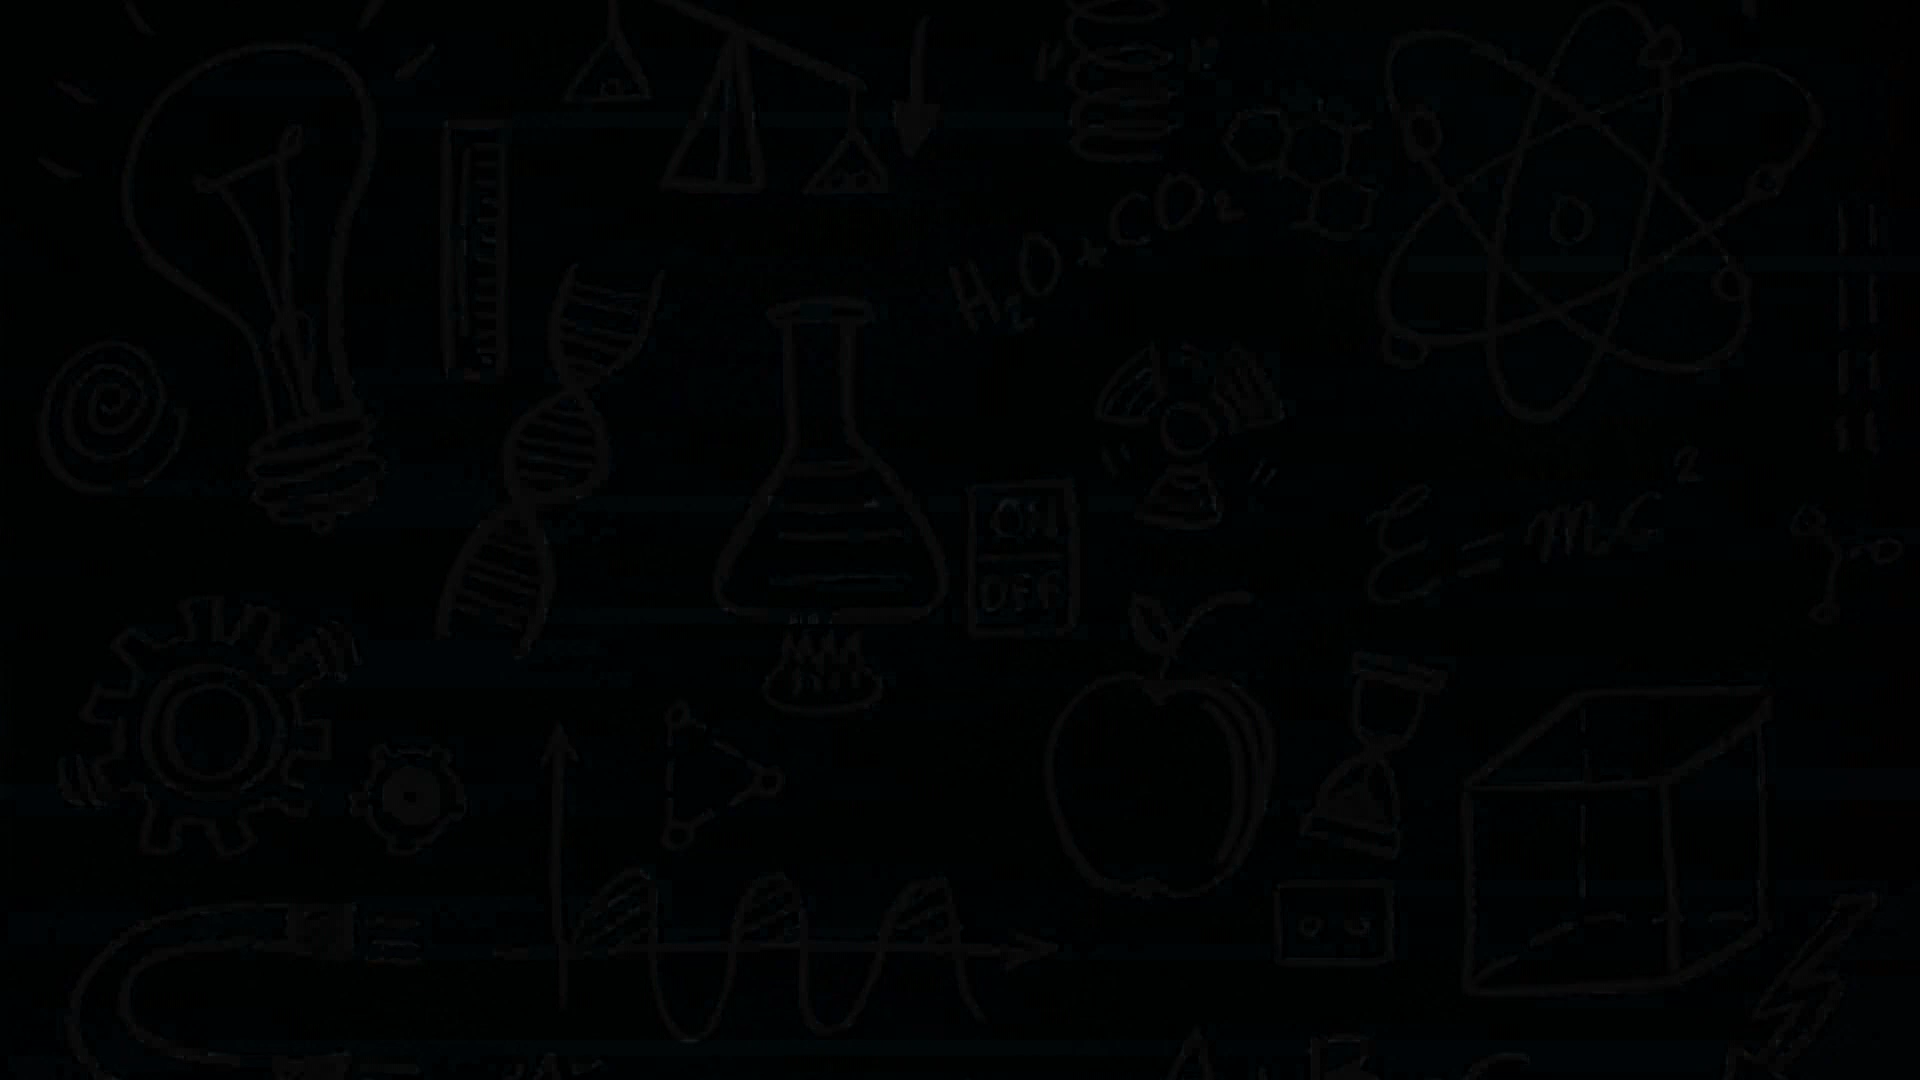 H₂O + CO₂
ON
OFF
E = mc²